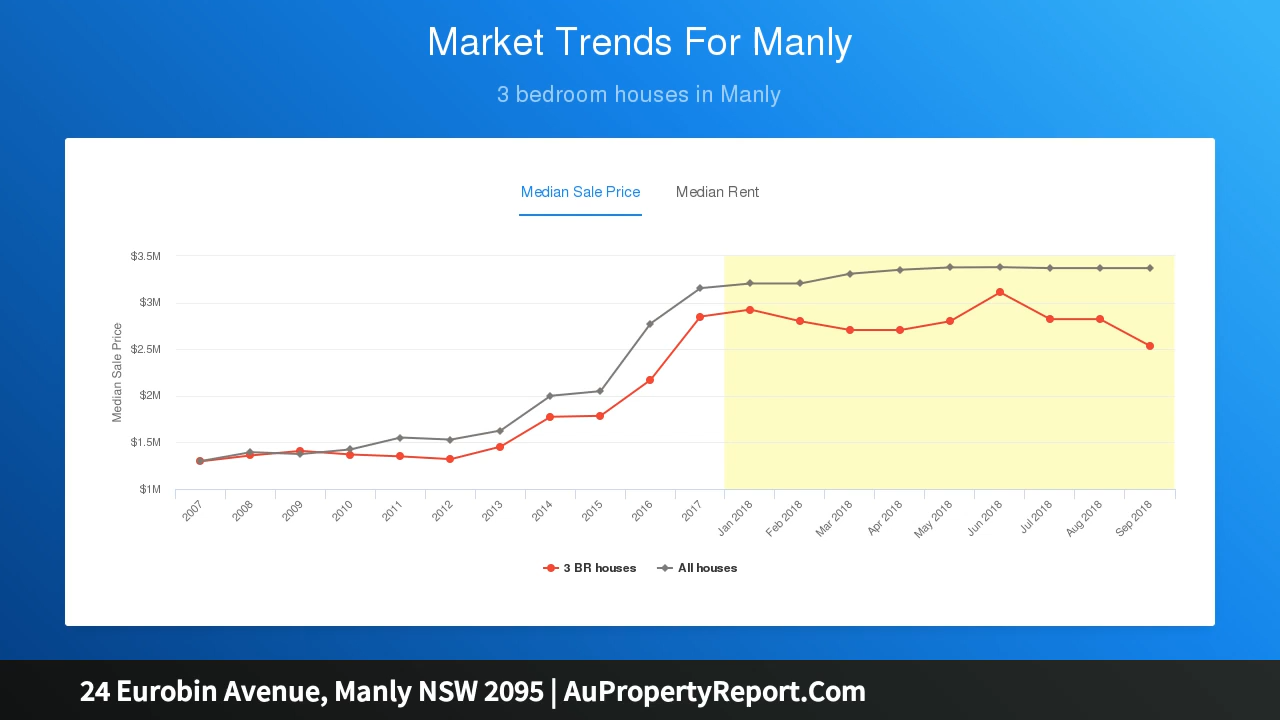 Market Trends For Manly
3 bedroom houses in Manly
Median Sale Price Median Rent
Median Sale Price
$3.5M
$3M
$2.5M
$2M
$1.5M
$1M
2007 2008 2009 2010 2011 2012 2013 2014 2015 2016 2017 Jan 2018 Feb 2018 Mar 2018 Apr 2018 May 2018 Jun 2018 Jul 2018 Aug 2018 Sep 2018
3 BR houses All houses
24 Eurobin Avenue, Manly NSW 2095 | AuPropertyReport.Com